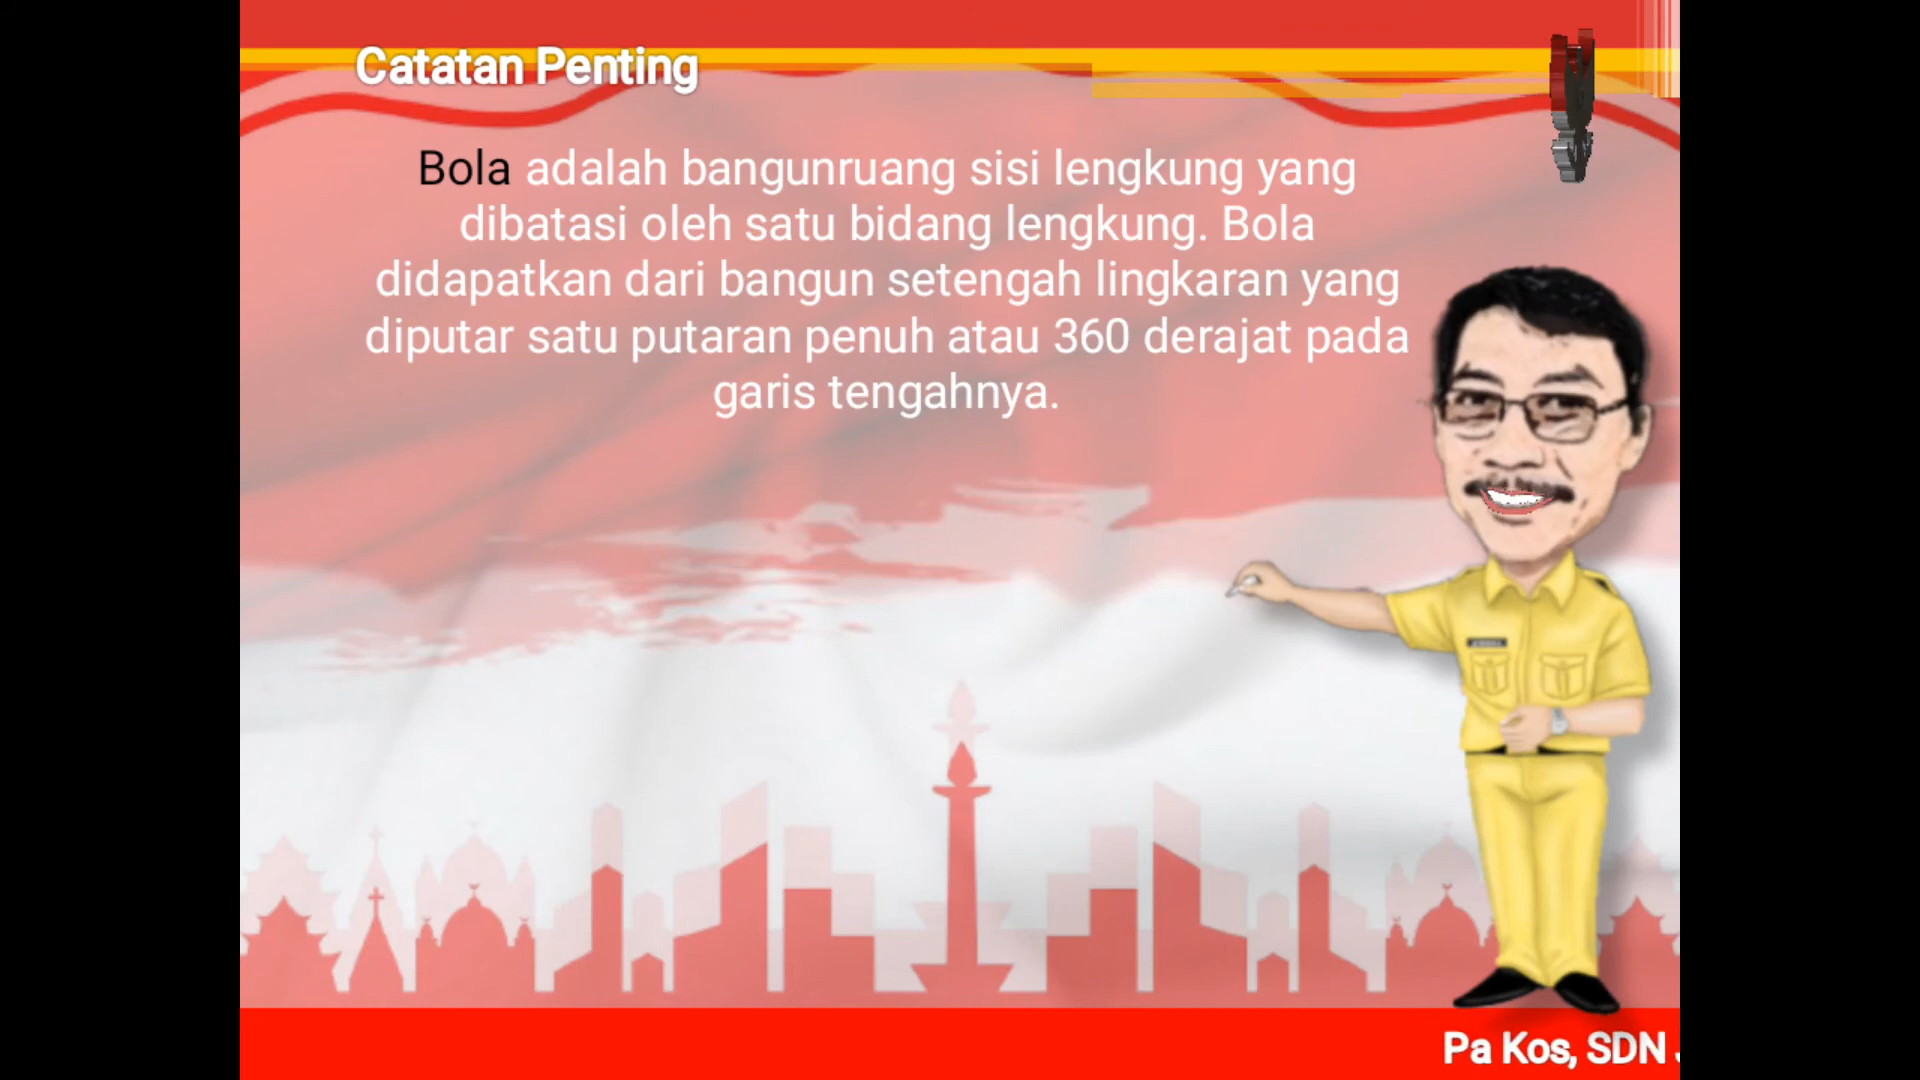 Catatan Penting
Bola adalah bangunruang sisi lengkung yang
dibatasi oleh satu bidang lengkung. Bola
didapatkan dari bangun setengah lingkaran yang
diputar satu putaran penuh atau 360 derajat pada
garis tengahnya.
Pa Kos, SDN